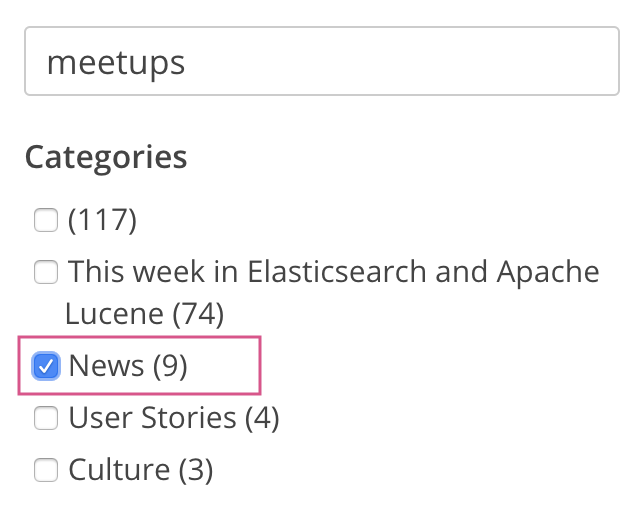 meetups
Categories
(117)
This week in Elasticsearch and Apache
Lucene (74)
News (9)
User Stories (4)
Culture (3)